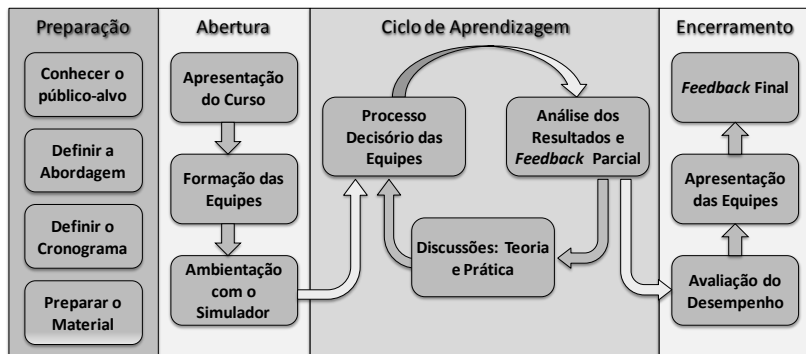 Preparação
Conhecer o
público-alvo
Definir a
Abordagem
Definir o
Cronograma
Preparar o
Material
Abertura
Apresentação
do Curso
Formação das
Equipes
Ambientação
com o
Simulador
Ciclo de Aprendizagem
Processo
Decisório das
Equipes
Análise dos
Resultados e
Feedback Parcial
Discussões: Teoria
e Prática
Encerramento
Feedback Final
Apresentação
das Equipes
Avaliação do
Desempenho